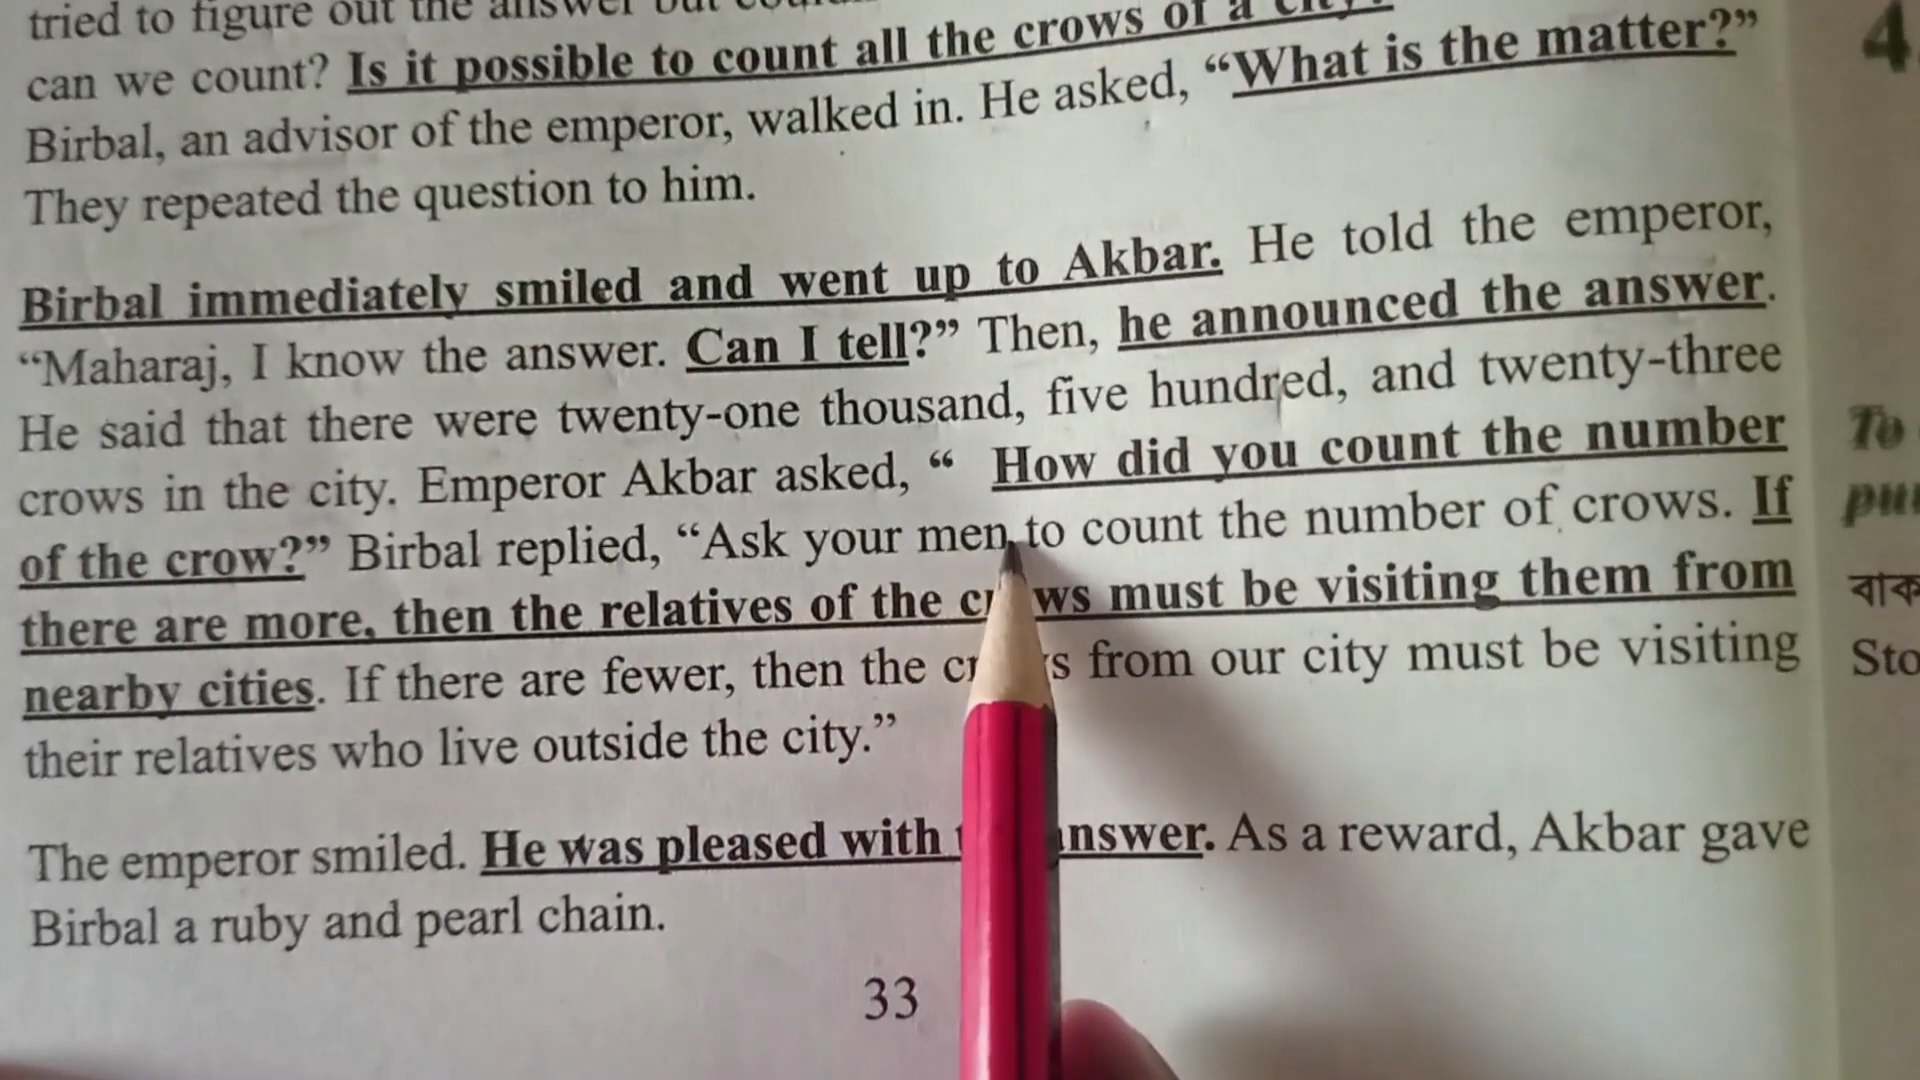 tried to figure out the answer but
can we count? Is it possible to count all the crows of a city?
Birbal, an advisor of the emperor, walked in. He asked, “What is the matter?”
They repeated the question to him.
Birbal immediately smiled and went up to Akbar. He told the emperor,
“Maharaj, I know the answer. Can I tell?” Then, he announced the answer.
He said that there were twenty-one thousand, five hundred, and twenty-three
crows in the city. Emperor Akbar asked, “ How did you count the number
of the crow?” Birbal replied, “Ask your men to count the number of crows. If
there are more, then the relatives of the crows must be visiting them from
nearby cities. If there are fewer, then the crows from our city must be visiting
their relatives who live outside the city.”
The emperor smiled. He was pleased with answer. As a reward, Akbar gave
Birbal a ruby and pearl chain.
33
4
To